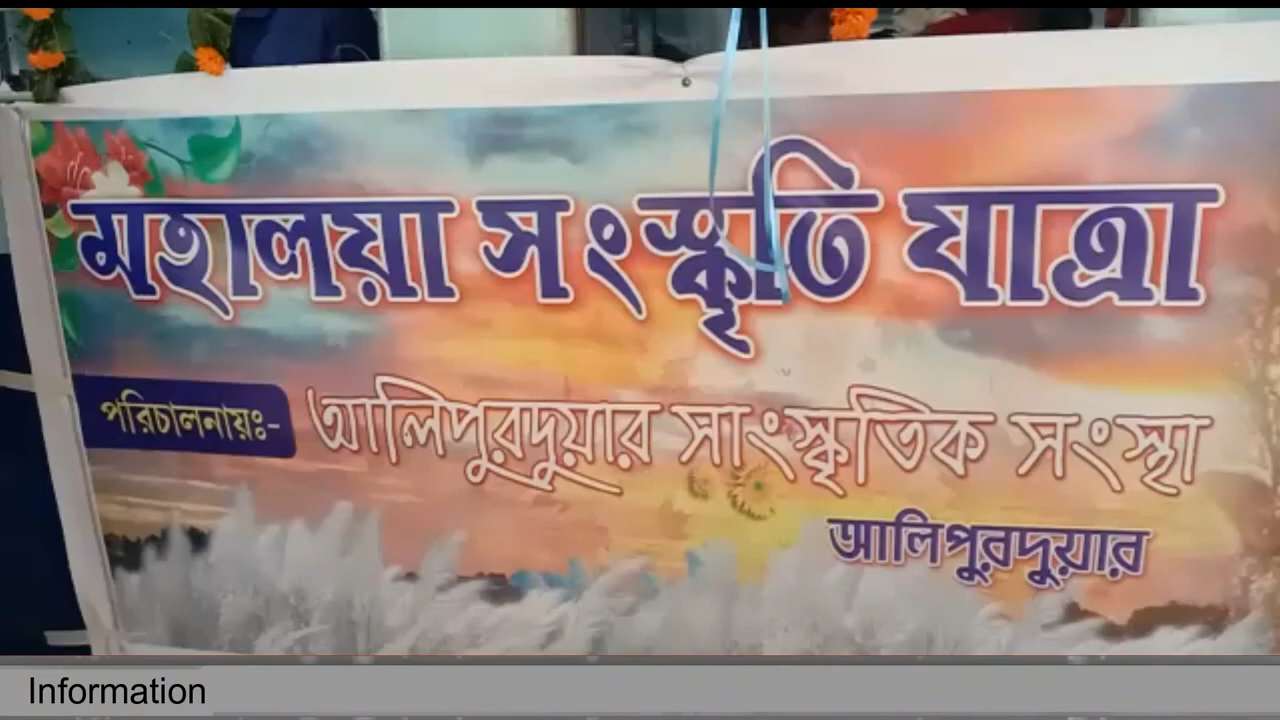 মহালয়া সংস্কৃতি যাত্রা
পরিচালনায়ঃ- আলিপুরদুয়ার সাংস্কৃতিক সংস্থা
আলিপুরদুয়ার
Information